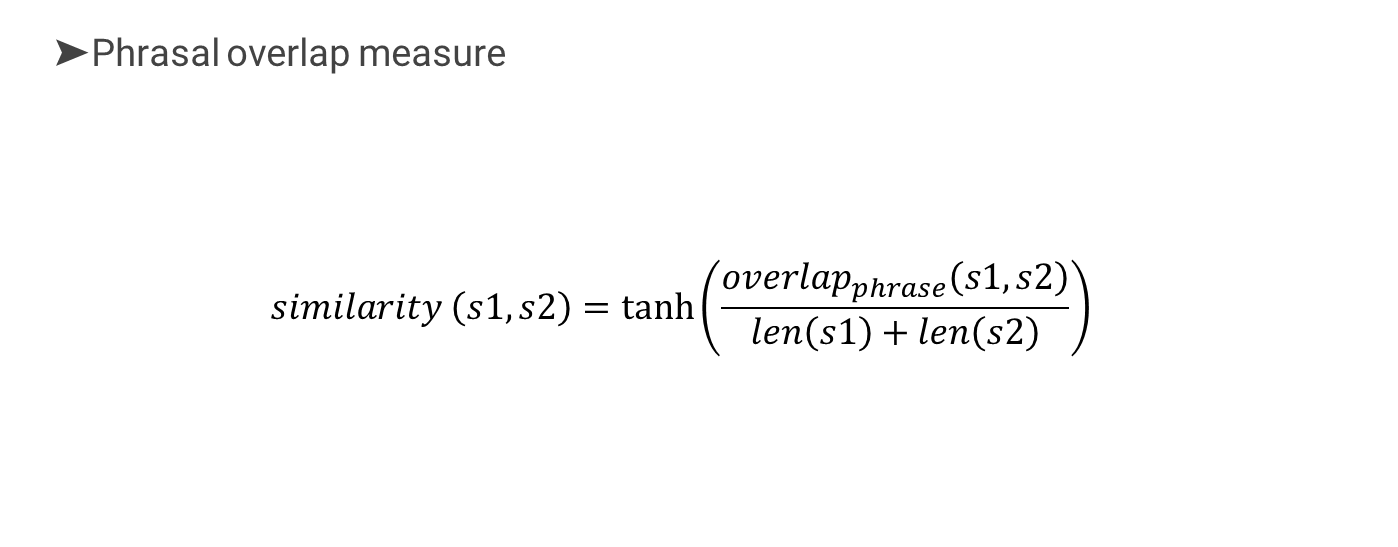 ➤Phrasal overlap measure
similarity (s1, s2) = tanh(overlap_phrase(s1, s2) / len(s1) + len(s2))